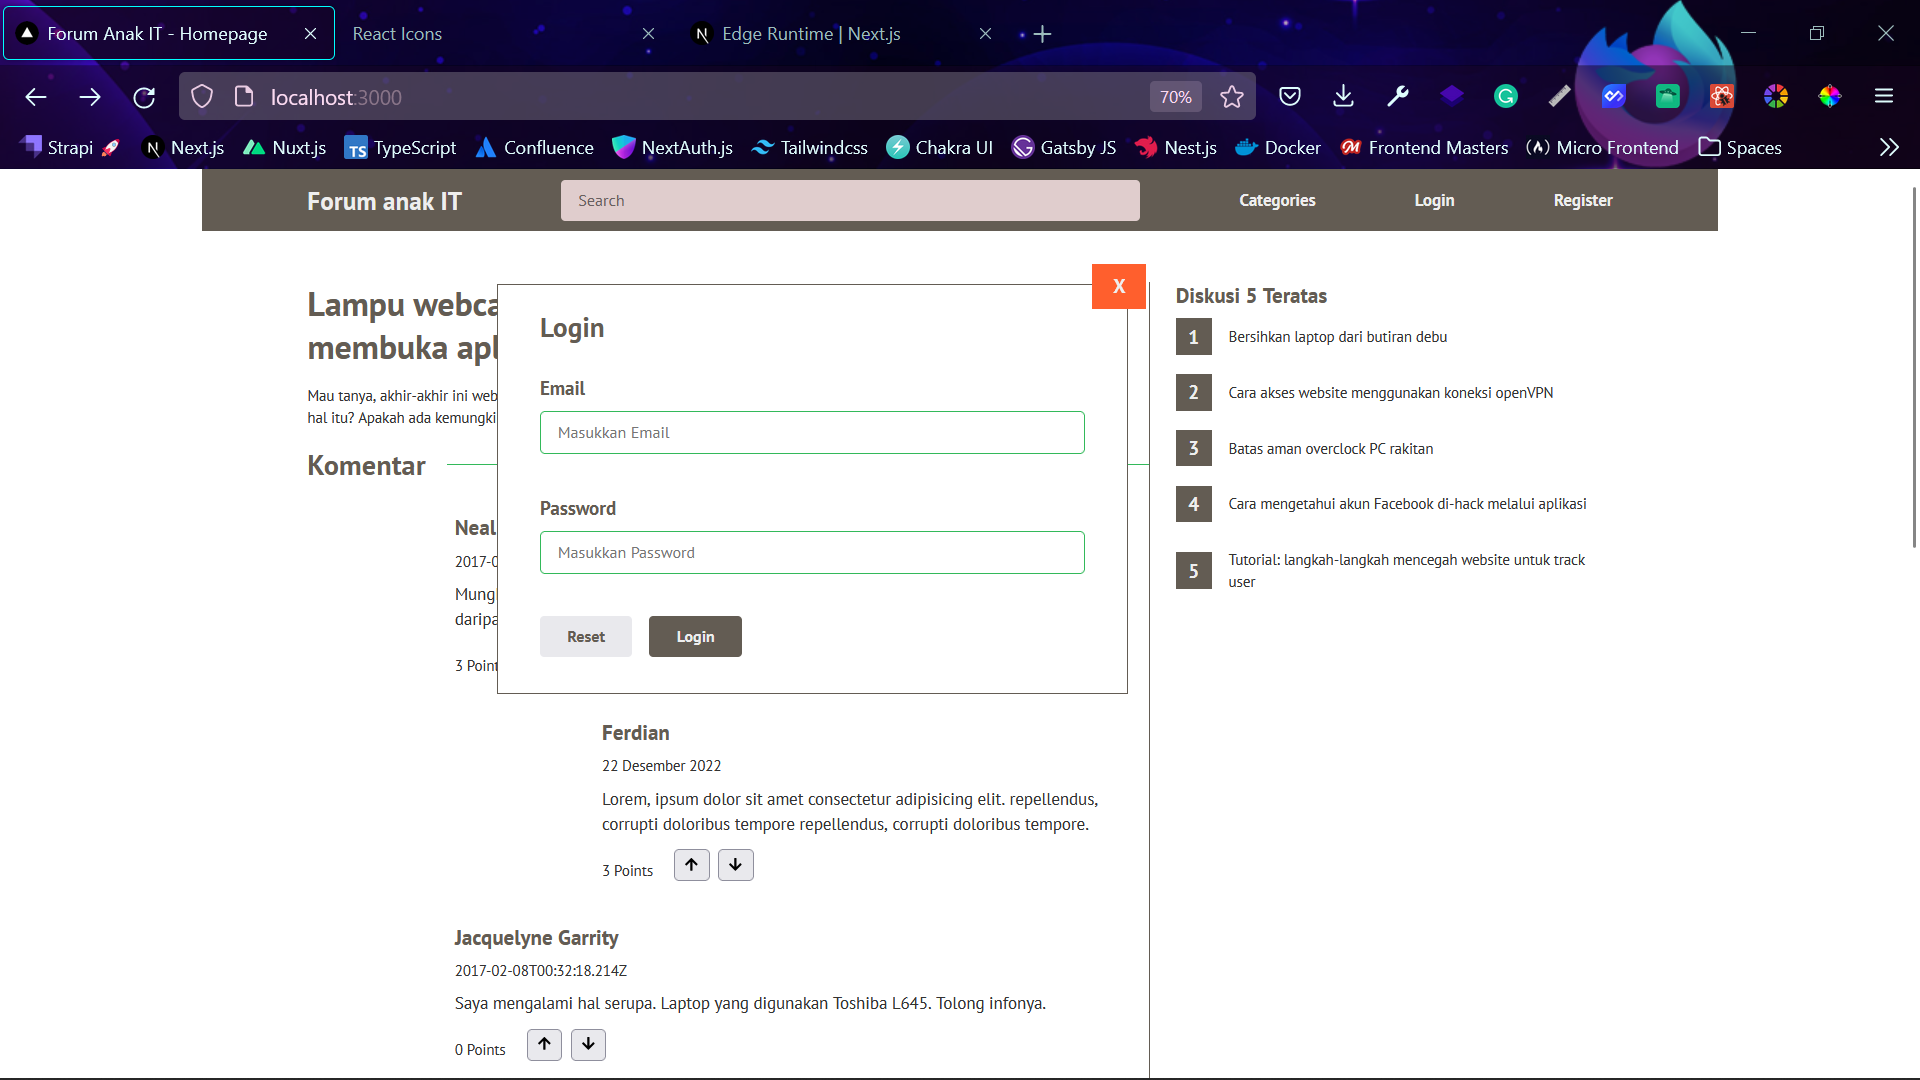 Forum Anak IT - Homepage
React Icons
Edge Runtime | Next.js
localhost:3000
70%
Strapi 🚀
Next.js
Nuxt.js
TS TypeScript
Confluence
NextAuth.js
Tailwindcss
Chakra UI
Gatsby JS
Nest.js
Docker
Frontend Masters
Micro Frontend
Spaces
Forum anak IT
Search
Categories
Login
Register
Lampu webca
membuka apl
Mau tanya, akhir-akhir ini web
hal itu? Apakah ada kemungki
Komentar
Neal
2017-0
Mung
daripa
3 Point
X
Login
Email
Masukkan Email
Password
Masukkan Password
Reset
Login
Ferdian
22 Desember 2022
Lorem, ipsum dolor sit amet consectetur adipisicing elit. repellendus,
corrupti doloribus tempore repellendus, corrupti doloribus tempore.
3 Points
Jacquelyne Garrity
2017-02-08T00:32:18.214Z
Saya mengalami hal serupa. Laptop yang digunakan Toshiba L645. Tolong infonya.
0 Points
Diskusi 5 Teratas
1 Bersihkan laptop dari butiran debu
2 Cara akses website menggunakan koneksi openVPN
3 Batas aman overclock PC rakitan
4 Cara mengetahui akun Facebook di-hack melalui aplikasi
5 Tutorial: langkah-langkah mencegah website untuk track
user